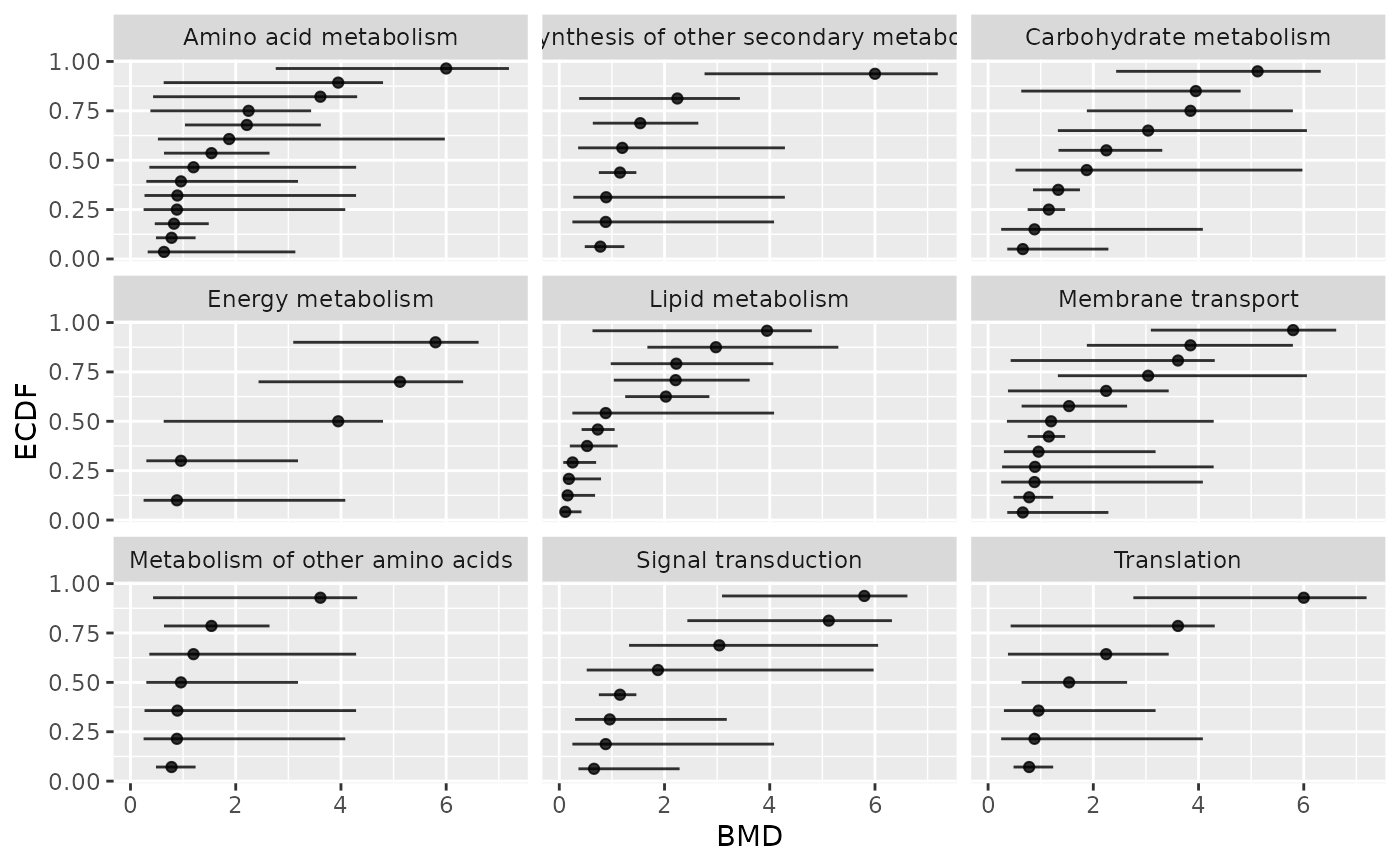 Amino acid metabolism
ynthesis of other secondary metabo
Carbohydrate metabolism
1.00
0.75
0.50
0.25
0.00
Energy metabolism
Lipid metabolism
Membrane transport
1.00
0.75
0.50
0.25
0.00
ECDF
Metabolism of other amino acids
Signal transduction
Translation
1.00
0.75
0.50
0.25
0.00
0 2 4 6 0 2 4 6 0 2 4 6
BMD